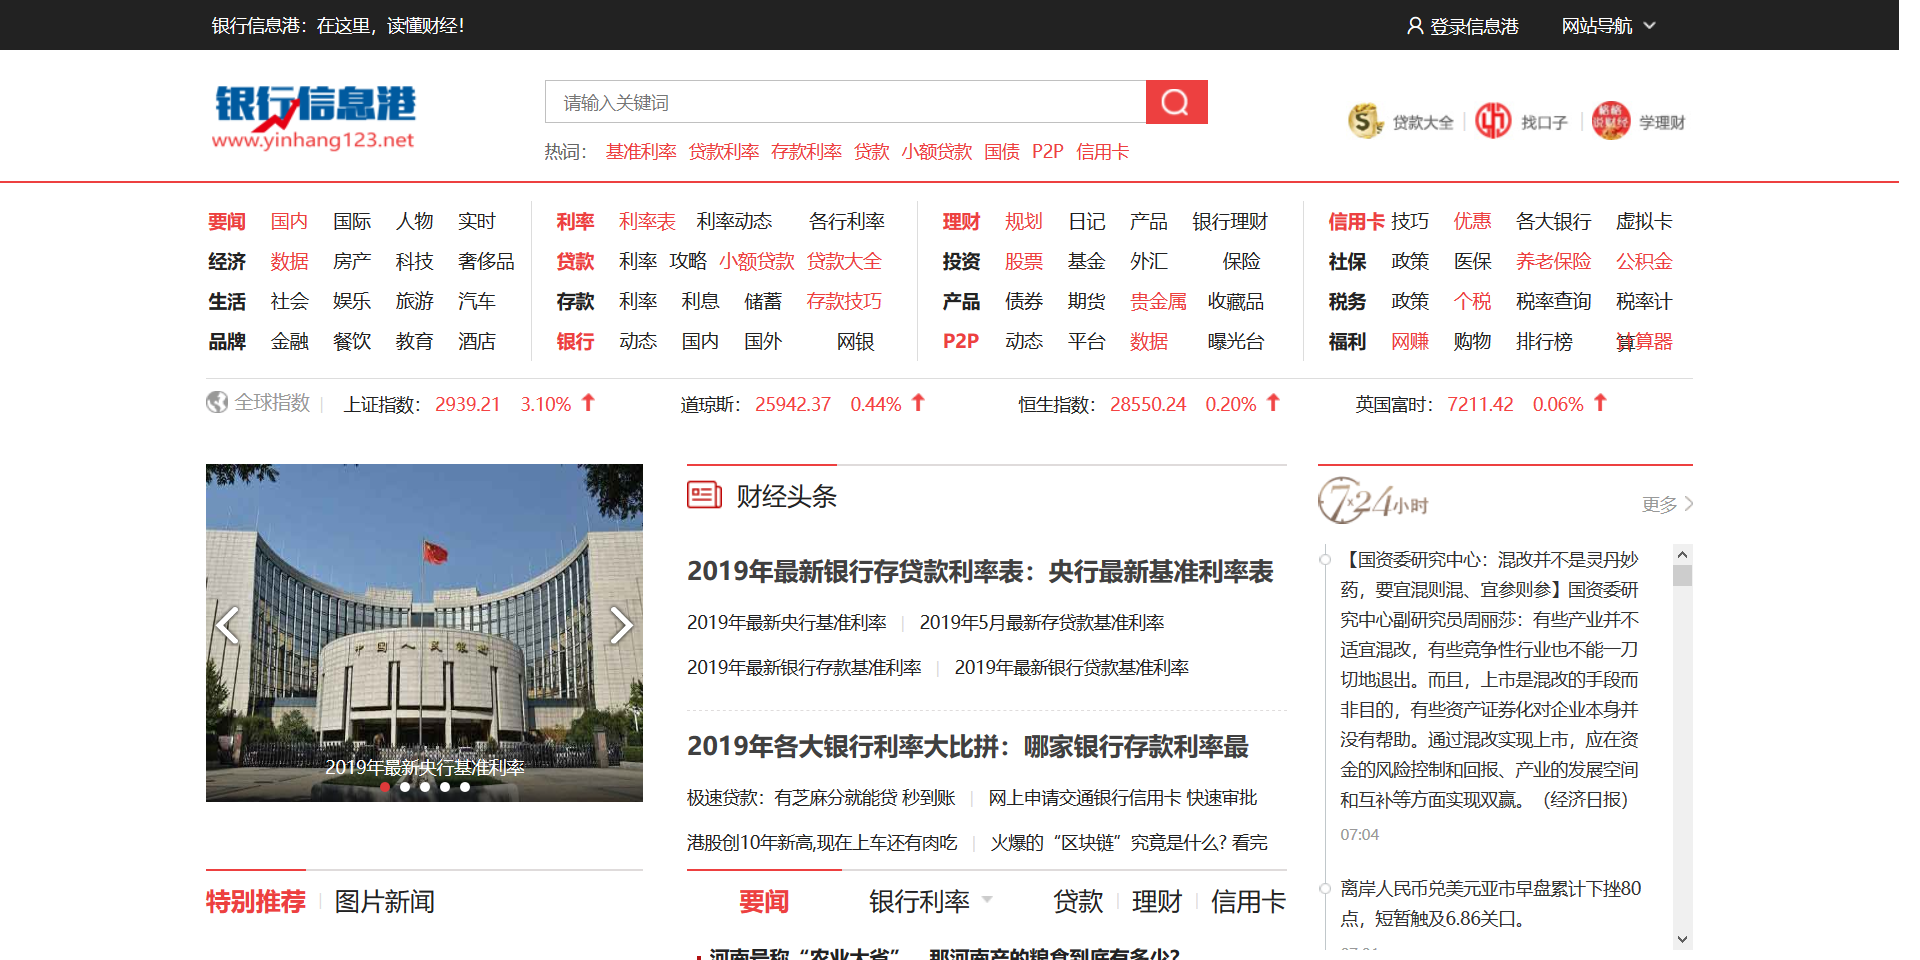 银行信息港：在这里，读懂财经！
登录信息港 网站导航
银行信息港
www.yinhang123.net
请输入关键词
热词： 基准利率 贷款利率 存款利率 贷款 小额贷款 国债 P2P 信用卡
贷款大全 找口子 格格说财经 学理财
要闻 国内 国际 人物 实时 利率 利率表 利率动态 各行利率 理财 规划 日记 产品 银行理财 信用卡 技巧 优惠 各大银行 虚拟卡
经济 数据 房产 科技 奢侈品 贷款 利率 攻略 小额贷款 贷款大全 投资 股票 基金 外汇 保险 社保 政策 医保 养老保险 公积金
生活 社会 娱乐 旅游 汽车 存款 利率 利息 储蓄 存款技巧 产品 债券 期货 贵金属 收藏品 税务 政策 个税 税率查询 税率计算
品牌 金融 餐饮 教育 酒店 银行 动态 国内 国外 网银 P2P 动态 平台 数据 曝光台 福利 网赚 购物 排行榜 计算器
全球指数 上证指数： 2939.21 3.10% 道琼斯： 25942.37 0.44% 恒生指数： 28550.24 0.20% 英国富时： 7211.42 0.06%
中国人民银行
2019年最新央行基准利率
财经头条
2019年最新银行存贷款利率表：央行最新基准利率表
2019年最新央行基准利率 2019年5月最新存贷款基准利率
2019年最新银行存款基准利率 2019年最新银行贷款基准利率
2019年各大银行利率大比拼：哪家银行存款利率最
极速贷款：有芝麻分就能贷 秒到账 网上申请交通银行信用卡 快速审批
港股创10年新高,现在上车还有肉吃 火爆的“区块链”究竟是什么? 看完
7×24小时 更多
【国资委研究中心：混改并不是灵丹妙
药，要宜混则混、宜参则参】国资委研
究中心副研究员周丽莎：有些产业并不
适宜混改，有些竞争性行业也不能一刀
切地退出。而且，上市是混改的手段而
非目的，有些资产证券化对企业本身并
没有帮助。通过混改实现上市，应在资
金的风险控制和回报、产业的发展空间
和互补等方面实现双赢。（经济日报）
07:04
离岸人民币兑美元亚市早盘累计下挫80
点，短暂触及6.86关口。
特别推荐 图片新闻
要闻 银行利率 贷款 理财 信用卡
河南号称“农业大省”，那河南产的粮食到底有多少?